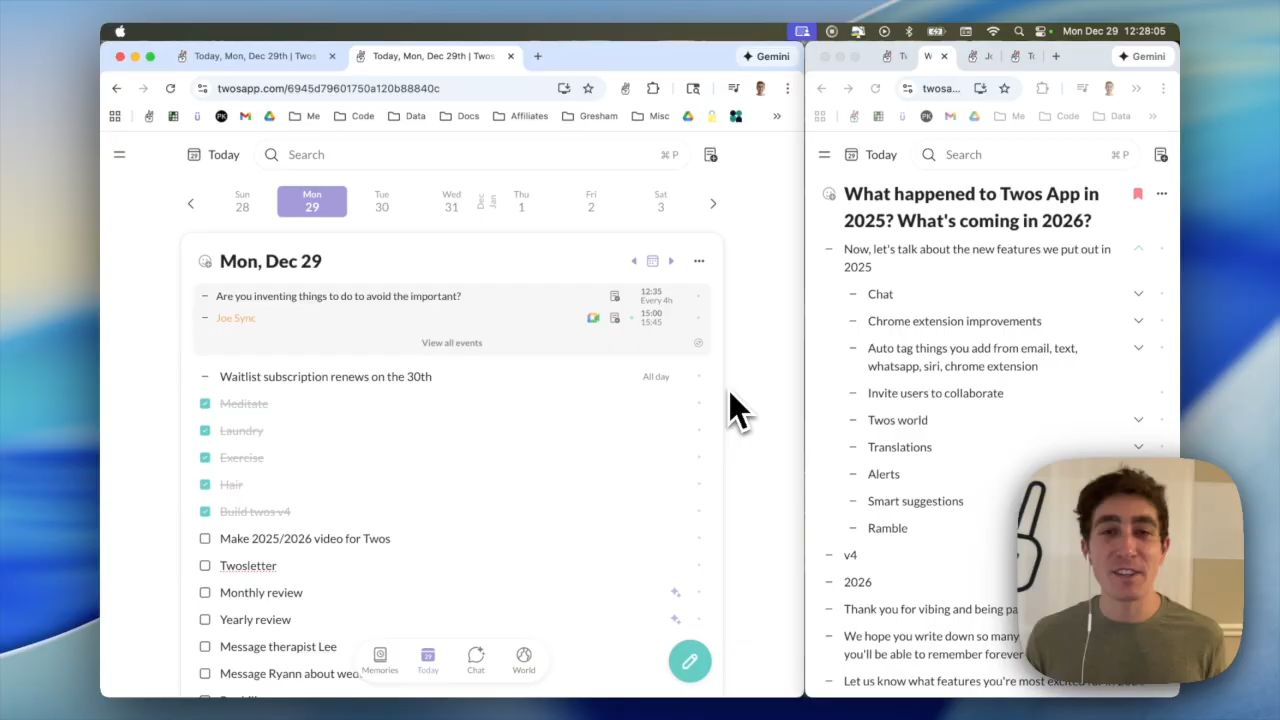 Mon Dec 29 12:28:05
Today, Mon, Dec 29th | Twos
Today, Mon, Dec 29th | Twos
Gemini
twosapp.com/6945d79601750a120b88840c
Me
Code
Data
Docs
Affiliates
Gresham
Misc
Today
Search
⌘ P
Sun
28
Mon
29
Tue
30
Wed
31
Dec
Jan
Thu
1
Fri
2
Sat
3
Mon, Dec 29
Are you inventing things to do to avoid the important?
12:35
Every 4h
Joe Sync
15:00
15:45
View all events
Waitlist subscription renews on the 30th
All day
Meditate
Laundry
Exercise
Hair
Build twos v4
Make 2025/2026 video for Twos
Twosletter
Monthly review
Yearly review
Message therapist Lee
Message Ryann about
Memories
Today
Chat
World
Gemini
twosa...
Me
Code
Data
Today
Search
⌘ P
What happened to Twos App in
2025? What's coming in 2026?
Now, let's talk about the new features we put out in
2025
Chat
Chrome extension improvements
Auto tag things you add from email, text,
whatsapp, siri, chrome extension
Invite users to collaborate
Twos world
Translations
Alerts
Smart suggestions
Ramble
v4
2026
Thank you for vibing and being
We hope you write down so many
you'll be able to remember forever
Let us know what features you're most